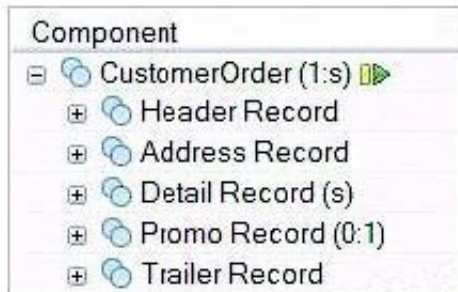 Component
CustomerOrder (1:s)
Header Record
Address Record
Detail Record (s)
Promo Record (0:1)
Trailer Record